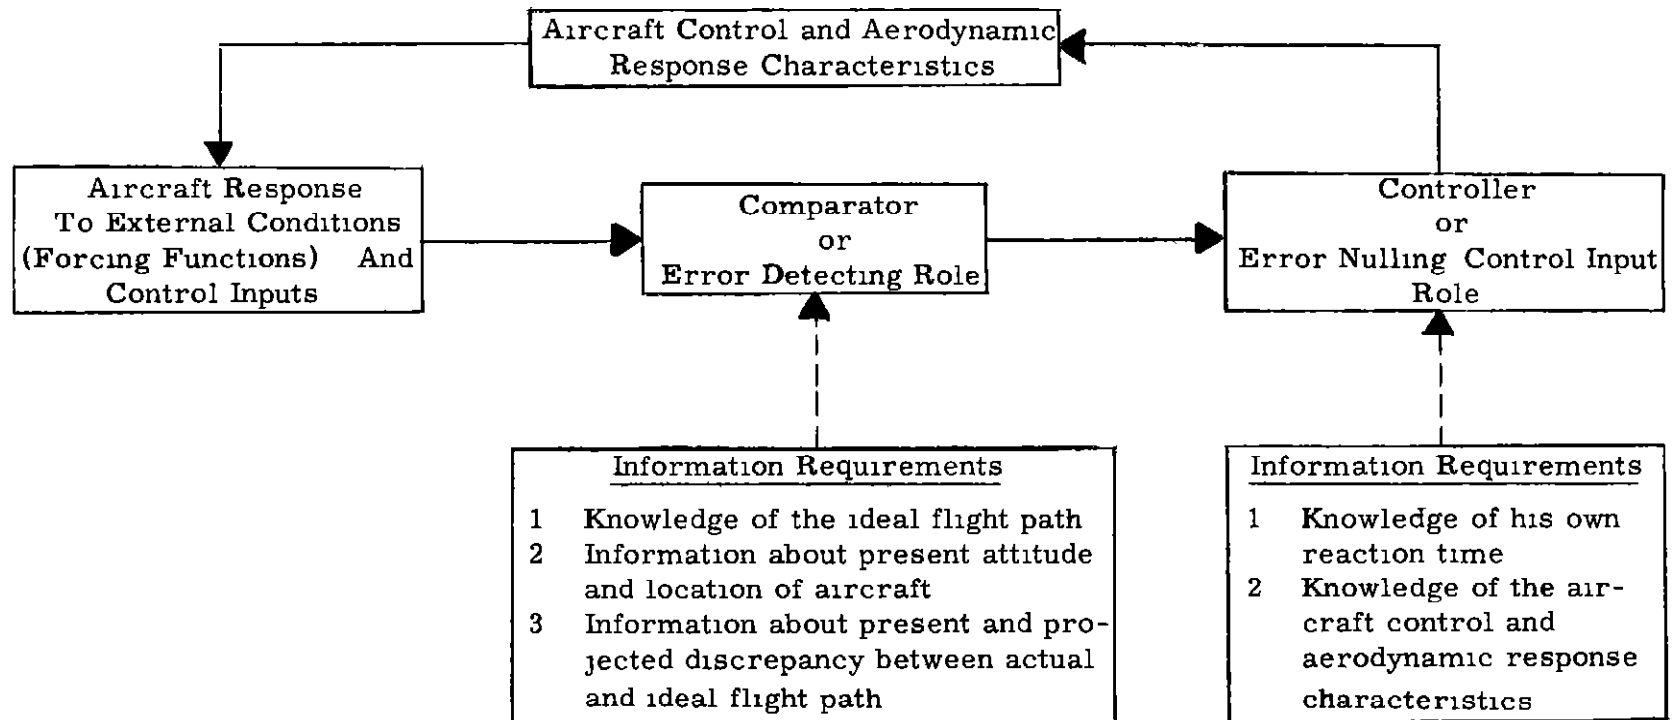 Aircraft Control and Aerodynamic
Response Characteristics
Aircraft Response
To External Conditions
(Forcing Functions) And
Control Inputs
Comparator
or
Error Detecting Role
Controller
or
Error Nulling Control Input
Role
Information Requirements
1 Knowledge of the ideal flight path
2 Information about present attitude
and location of aircraft
3 Information about present and pro-
jected discrepancy between actual
and ideal flight path
Information Requirements
1 Knowledge of his own
reaction time
2 Knowledge of the air-
craft control and
aerodynamic response
characteristics